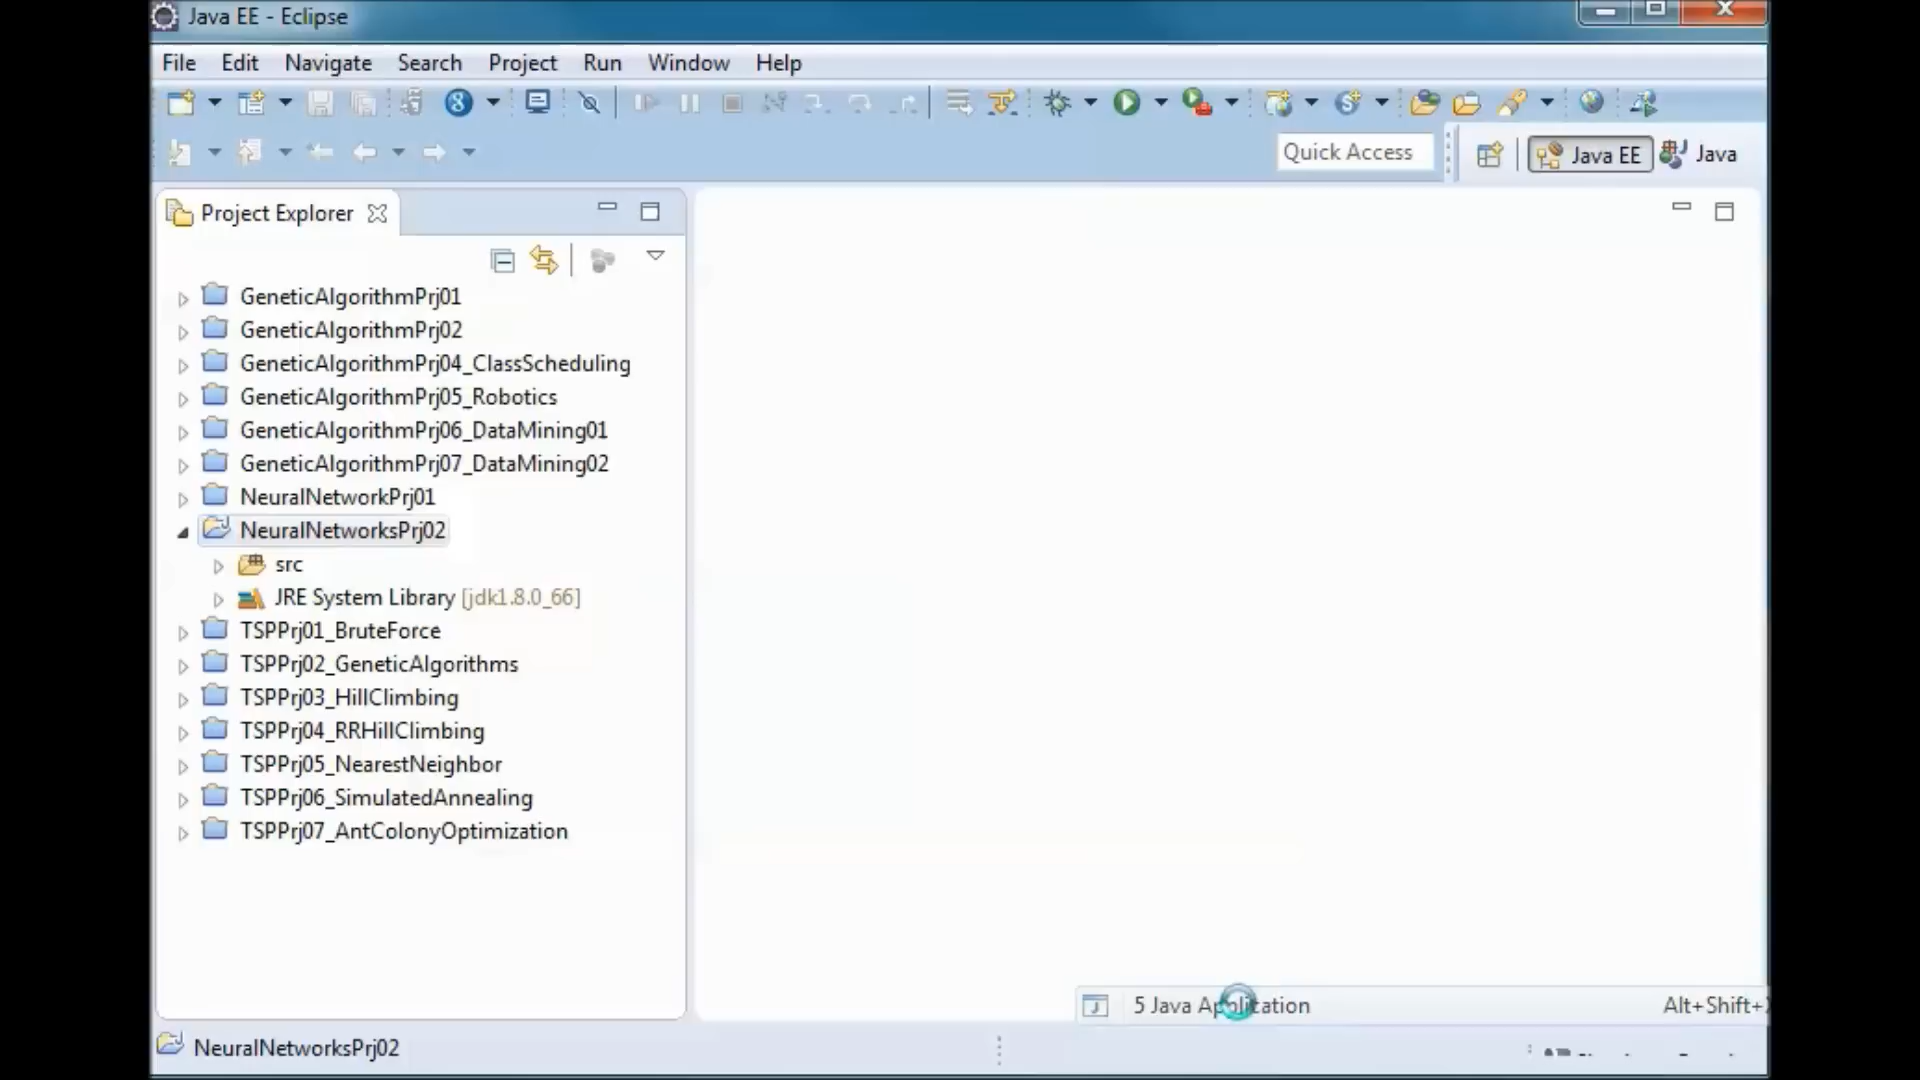 Java EE - Eclipse
File Edit Navigate Search Project Run Window Help
Quick Access
Java EE
Java
Project Explorer
GeneticAlgorithmPrj01
GeneticAlgorithmPrj02
GeneticAlgorithmPrj04_ClassScheduling
GeneticAlgorithmPrj05_Robotics
GeneticAlgorithmPrj06_DataMining01
GeneticAlgorithmPrj07_DataMining02
NeuralNetworkPrj01
NeuralNetworksPrj02
src
JRE System Library [jdk1.8.0_66]
TSPPrj01_BruteForce
TSPPrj02_GeneticAlgorithms
TSPPrj03_HillClimbing
TSPPrj04_RRHillClimbing
TSPPrj05_NearestNeighbor
TSPPrj06_SimulatedAnnealing
TSPPrj07_AntColonyOptimization
5 Java Application Alt+Shift+
NeuralNetworksPrj02